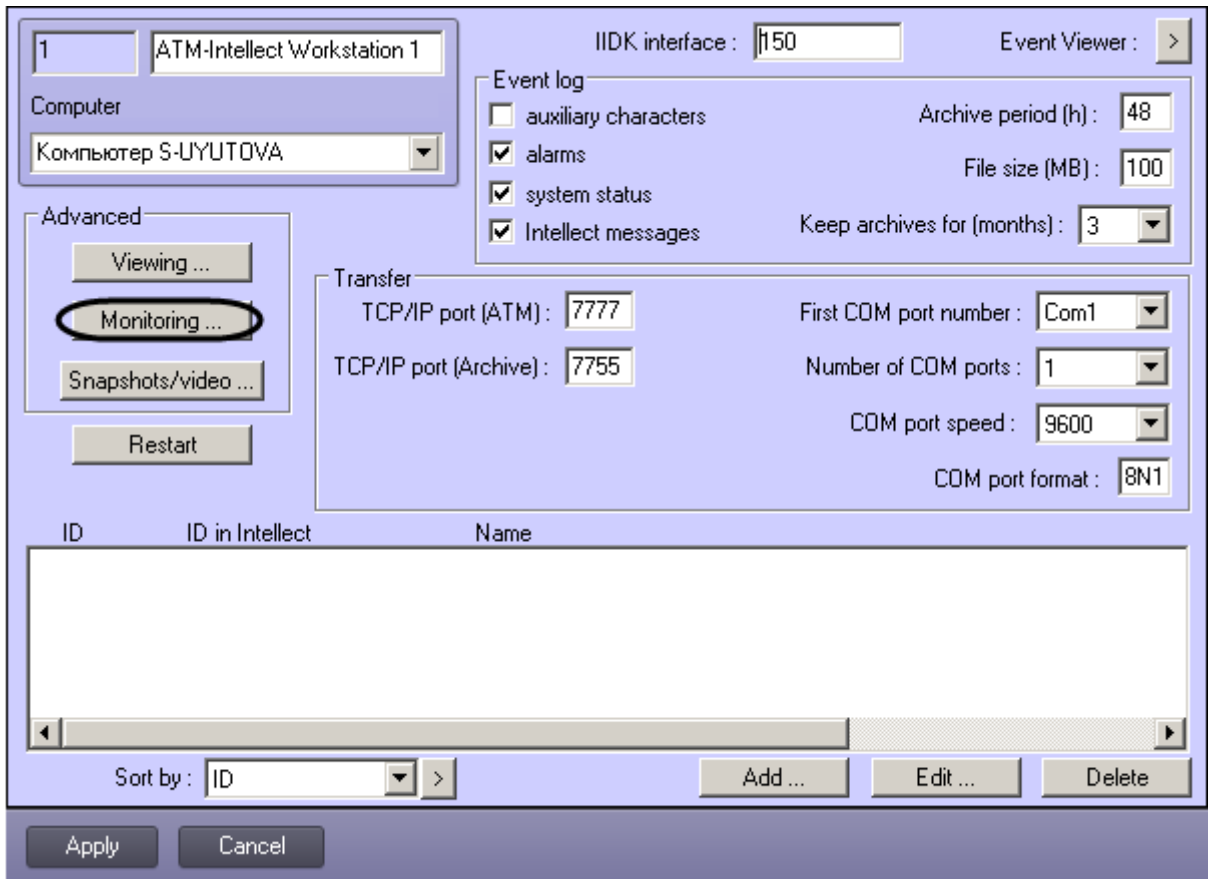 1
ATM-Intellect Workstation 1
IIDK interface : 150
Event Viewer : >
Computer
Компьютер S-UYUTOVA
Event log
auxiliary characters
alarms
system status
Intellect messages
Archive period (h) : 48
File size (MB) : 100
Keep archives for (months) : 3
Advanced
Viewing ...
Monitoring ...
Snapshots/video ...
Restart
Transfer
TCP/IP port (ATM) : 7777
TCP/IP port (Archive) : 7755
First COM port number : Com1
Number of COM ports : 1
COM port speed : 9600
COM port format : 8N1
ID ID in Intellect Name
Sort by : ID >
Add ... Edit ... Delete
Apply Cancel